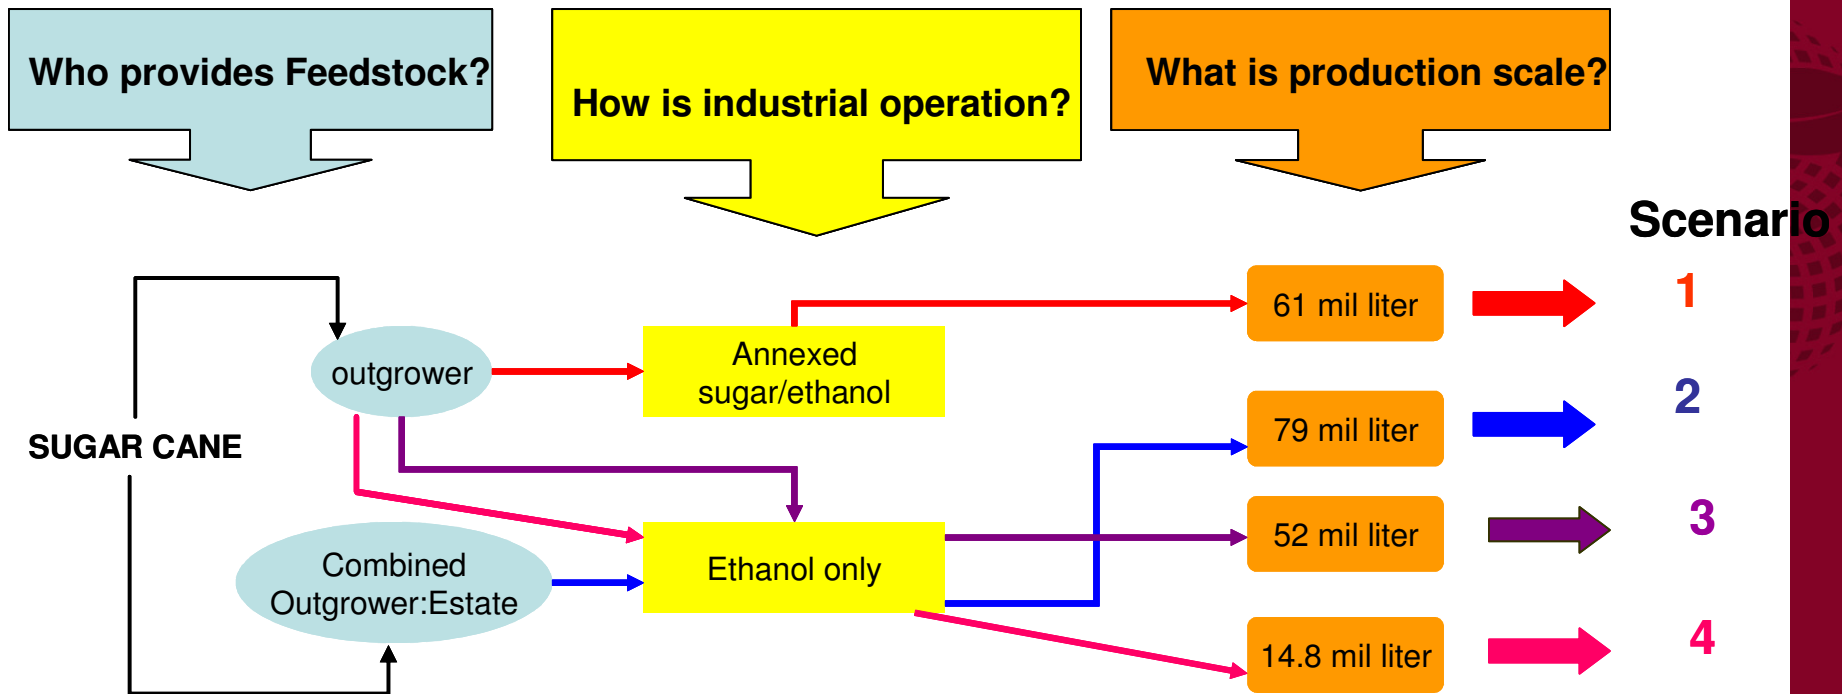 Who provides Feedstock?
How is industrial operation?
What is production scale?
Scenario
61 mil liter
1
Annexed
sugar/ethanol
outgrower
79 mil liter
2
SUGAR CANE
52 mil liter
3
Combined
Outgrower:Estate
Ethanol only
14.8 mil liter
4